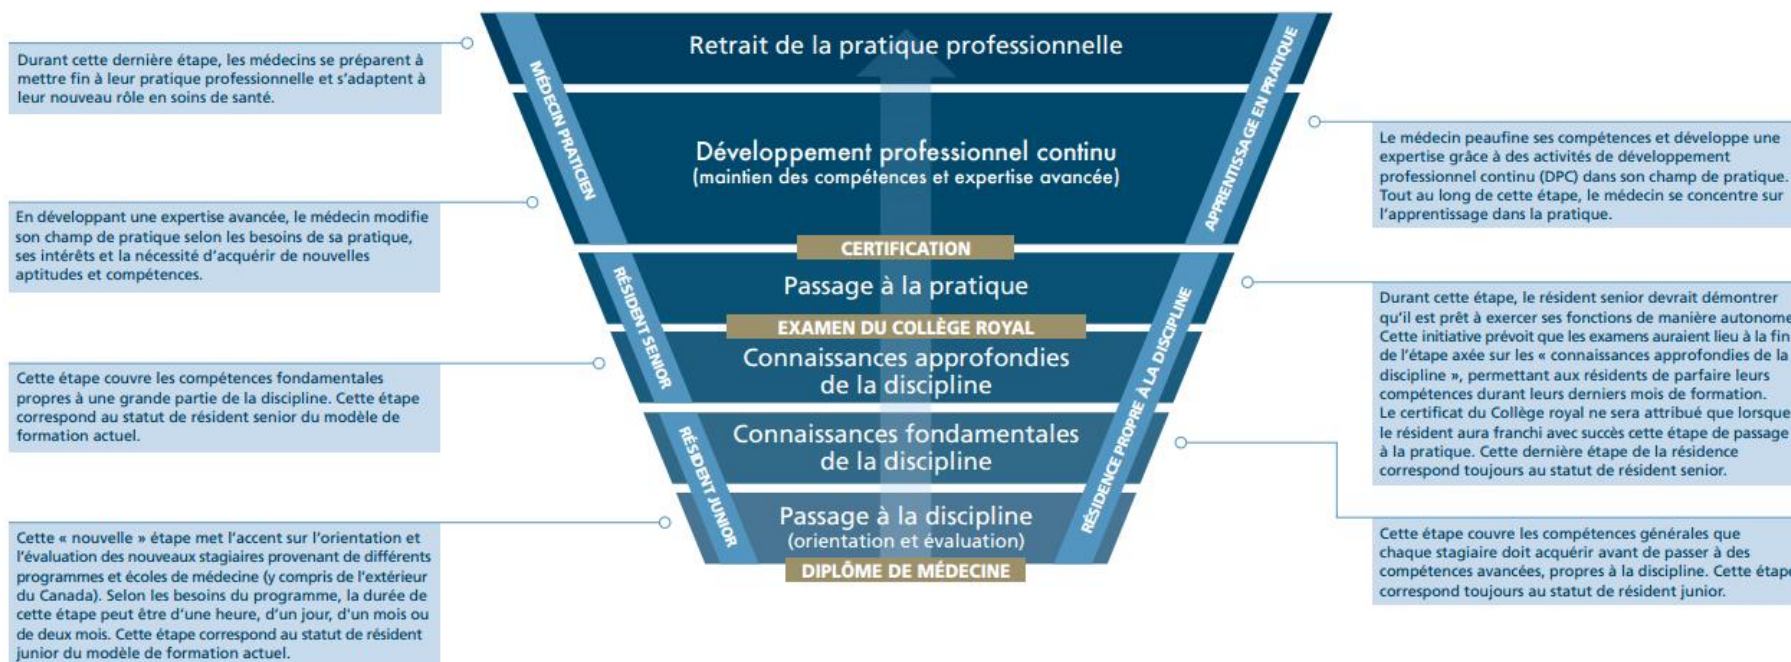 Durant cette dernière étape, les médecins se préparent à
mettre fin à leur pratique professionnelle et s'adaptent à
leur nouveau rôle en soins de santé.
En développant une expertise avancée, le médecin modifie
son champ de pratique selon les besoins de sa pratique,
ses intérêts et la nécessité d'acquérir de nouvelles
aptitudes et compétences.
Cette étape couvre les compétences fondamentales
propres à une grande partie de la discipline. Cette étape
correspond au statut de résident senior du modèle de
formation actuel.
Cette « nouvelle » étape met l'accent sur l'orientation et
l'évaluation des nouveaux stagiaires provenant de différents
programmes et écoles de médecine (y compris de l'extérieur
du Canada). Selon les besoins du programme, la durée de
cette étape peut être d'une heure, d'un jour, d'un mois ou
de deux mois. Cette étape correspond au statut de résident
junior du modèle de formation actuel.
MÉDECIN PRATICIEN
RÉSIDENT SENIOR
RÉSIDENT JUNIOR
Retrait de la pratique professionnelle
Développement professionnel continu
(maintien des compétences et expertise avancée)
CERTIFICATION
Passage à la pratique
EXAMEN DU COLLÈGE ROYAL
Connaissances approfondies
de la discipline
Connaissances fondamentales
de la discipline
Passage à la discipline
(orientation et évaluation)
DIPLÔME DE MÉDECINE
APPRENTISSAGE EN PRATIQUE
RÉSIDENCE PROPRE À LA DISCIPLINE
Le médecin peaufine ses compétences et développe une
expertise grâce à des activités de développement
professionnel continu (DPC) dans son champ de pratique.
Tout au long de cette étape, le médecin se concentre sur
l'apprentissage dans la pratique.
Durant cette étape, le résident senior devrait démontrer
qu'il est prêt à exercer ses fonctions de manière autonome
Cette initiative prévoit que les examens auraient lieu à la fin
de l'étape axée sur les « connaissances approfondies de la
discipline », permettant aux résidents de parfaire leurs
compétences durant leurs derniers mois de formation.
Le certificat du Collège royal ne sera attribué que lorsque
le résident aura franchi avec succès cette étape de passage
à la pratique. Cette dernière étape de la résidence
correspond toujours au statut de résident senior.
Cette étape couvre les compétences générales que
chaque stagiaire doit acquérir avant de passer à des
compétences avancées, propres à la discipline. Cette étape
correspond toujours au statut de résident junior.